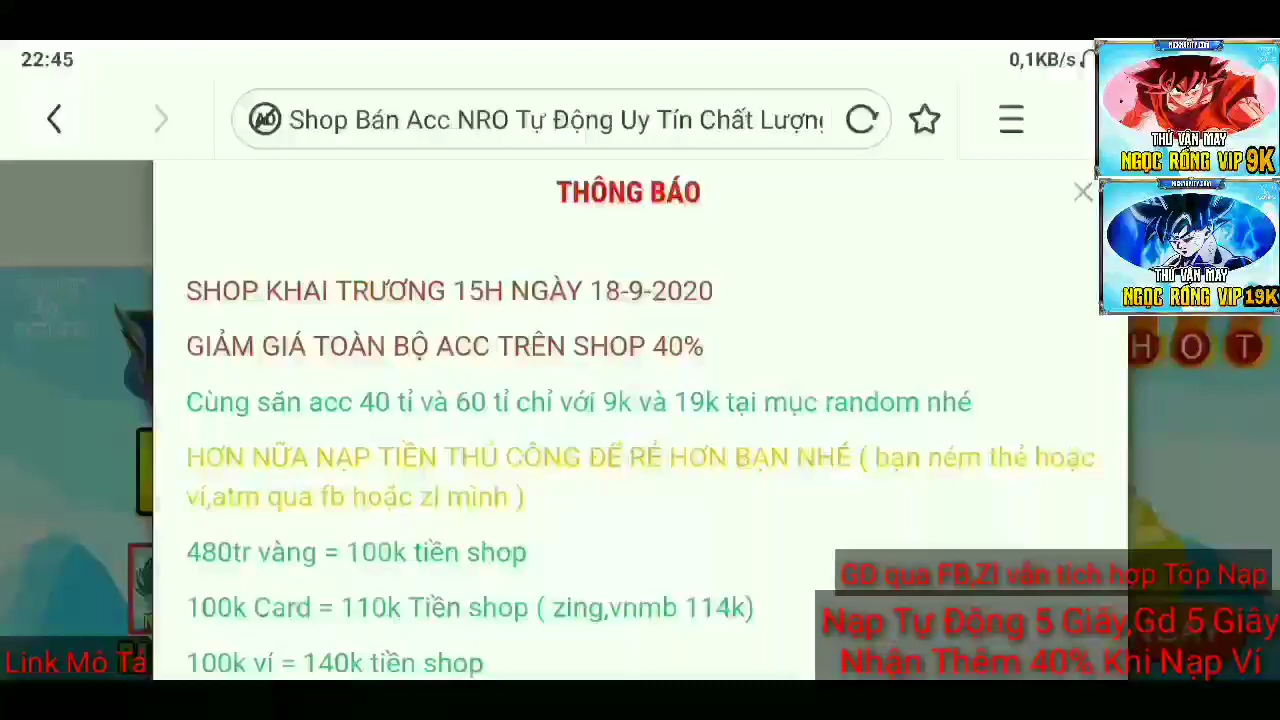 22:45
0,1KB/s
Shop Bán Acc NRO Tự Động Uy Tín Chất Lượng
THÔNG BÁO
SHOP KHAI TRƯƠNG 15H NGÀY 18-9-2020
GIẢM GIÁ TOÀN BỘ ACC TRÊN SHOP 40%
Cùng săn acc 40 tỉ và 60 tỉ chỉ với 9k và 19k tại mục random nhé
HƠN NỮA NẠP TIỀN THỦ CÔNG ĐỂ RẺ HƠN BẠN NHÉ ( bạn ném thẻ hoặc
ví,atm qua fb hoặc zl mình )
480tr vàng = 100k tiền shop
100k Card = 110k Tiền shop ( zing,vnmb 114k)
100k ví = 140k tiền shop
THỬ VẬN MAY
NGỌC RỒNG VIP 9K
THỬ VẬN MAY
NGỌC RỒNG VIP 19K
HOT
GD qua FB,Zl vẫn tích hợp Tốp Nạp
Nạp Tự Động 5 Giây,Gd 5 Giây
Nhận Thêm 40% Khi Nạp Ví
Link Mô Tả